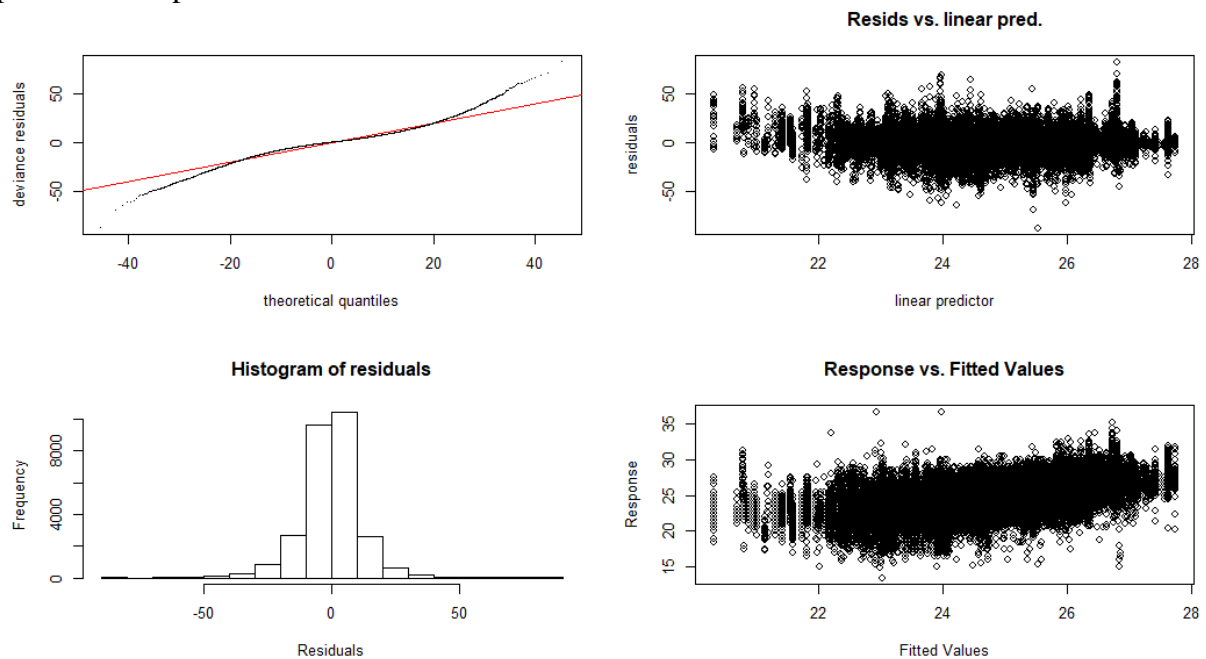 Resids vs. linear pred.
deviance residuals
50
0
-50
-40
-20
0
20
40
theoretical quantiles
residuals
50
0
-50
22
24
26
28
linear predictor
Histogram of residuals
Frequency
8000
4000
0
-50
0
50
Residuals
Response vs. Fitted Values
Response
35
30
25
20
15
22
24
26
28
Fitted Values